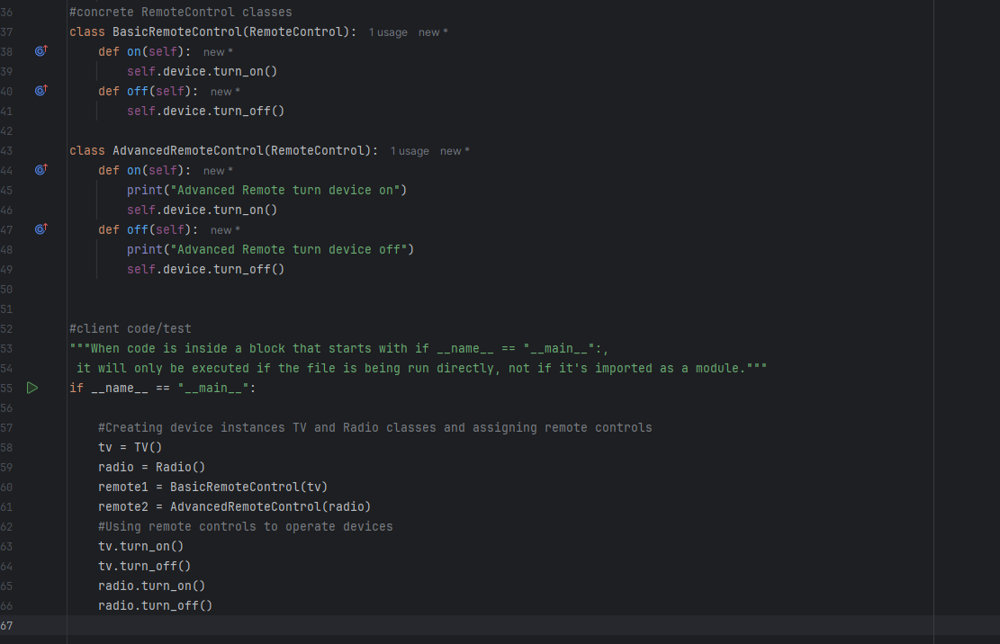 36 #concrete RemoteControl classes
37 class BasicRemoteControl(RemoteControl): 1 usage new *
38 def on(self): new *
39 self.device.turn_on()
40 def off(self): new *
41 self.device.turn_off()
42
43 class AdvancedRemoteControl(RemoteControl): 1 usage new *
44 def on(self): new *
45 print("Advanced Remote turn device on")
46 self.device.turn_on()
47 def off(self): new *
48 print("Advanced Remote turn device off")
49 self.device.turn_off()
50
51
52 #client code/test
53 """When code is inside a block that starts with if __name__ == "__main__":,
54 it will only be executed if the file is being run directly, not if it's imported as a module."""
55 if __name__ == "__main__":
56
57 #Creating device instances TV and Radio classes and assigning remote controls
58 tv = TV()
59 radio = Radio()
60 remote1 = BasicRemoteControl(tv)
61 remote2 = AdvancedRemoteControl(radio)
62 #Using remote controls to operate devices
63 tv.turn_on()
64 tv.turn_off()
65 radio.turn_on()
66 radio.turn_off()
67